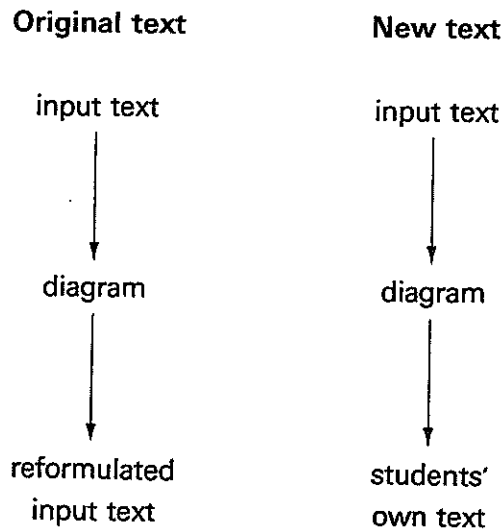 Original text
input text
diagram
reformulated
input text
New text
input text
diagram
students'
own text